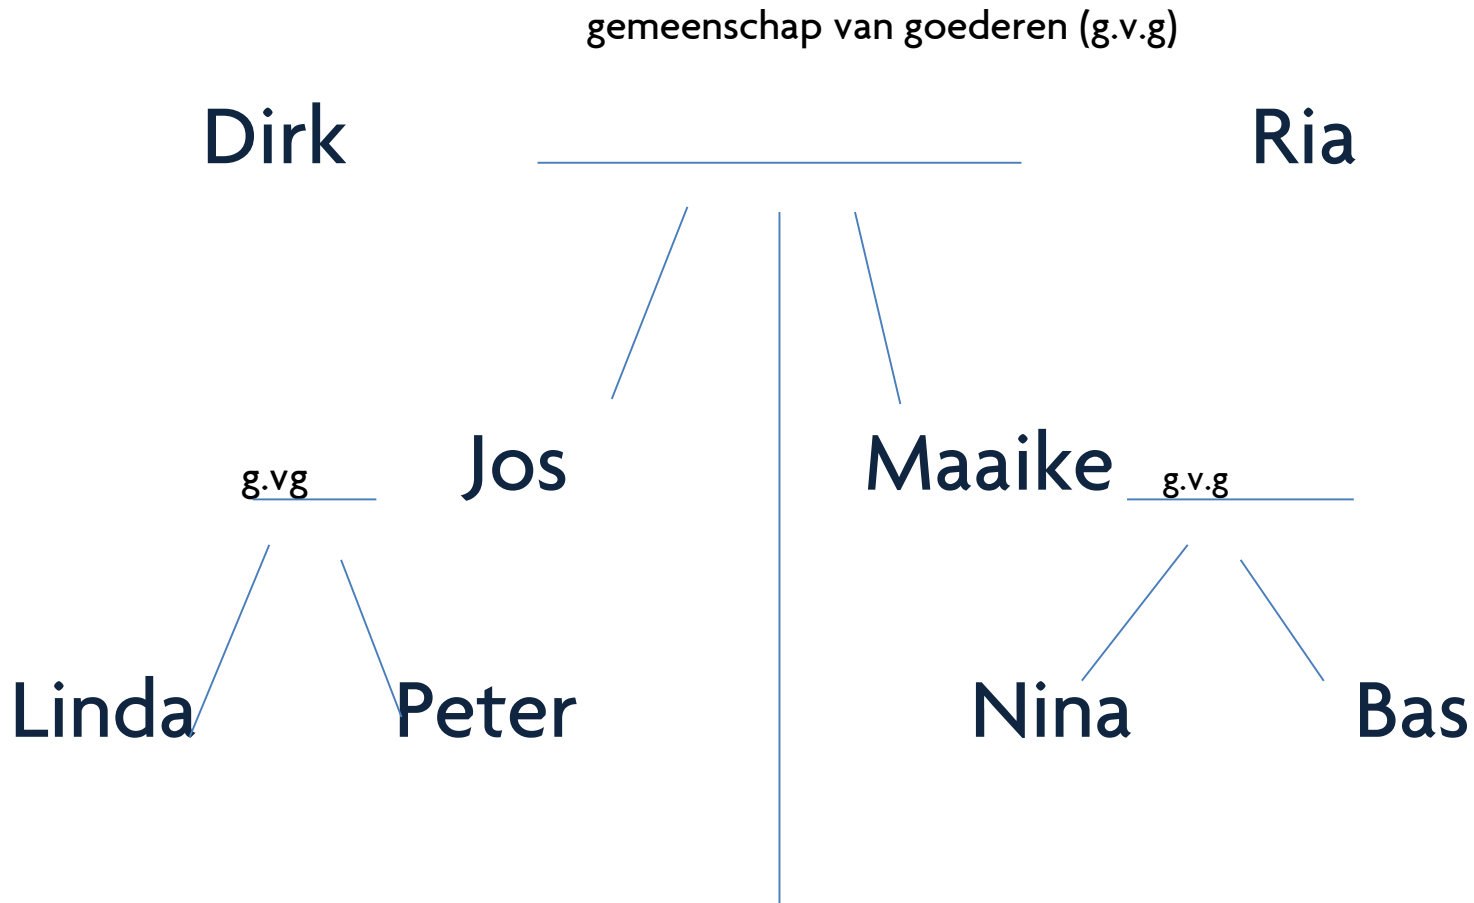 gemeenschap van goederen (g.v.g)
Dirk
Ria
Jos
Maaike
g.vg
g.v.g
Linda
Peter
Nina
Bas